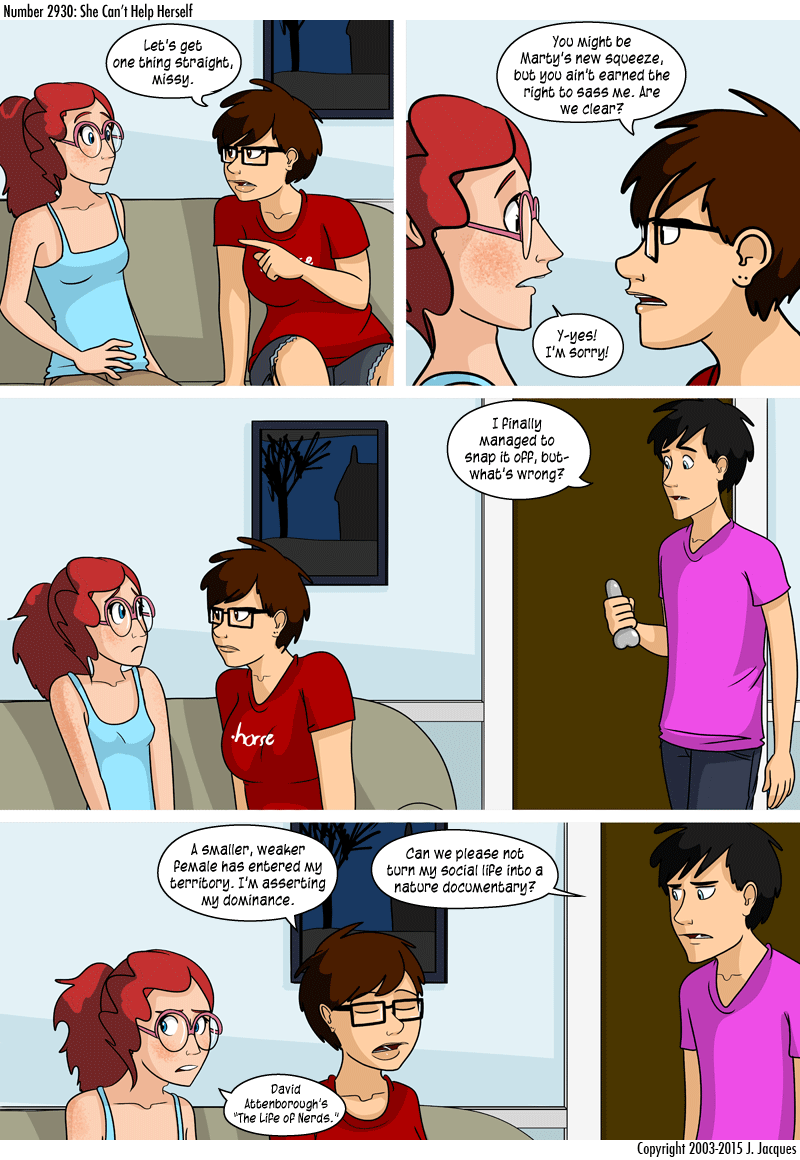 Number 2930: She Can't Help Herself
Let's get
one thing straight,
missy.
You might be
Marty's new squeeze,
but you ain't earned the
right to sass me. Are
we clear?
Y-yes!
I'm sorry!
I finally
managed to
snap it off, but-
what's wrong?
.horse
A smaller, weaker
female has entered my
territory. I'm asserting
my dominance.
Can we please not
turn my social life into a
nature documentary?
David
Attenborough's
"The Life of Nerds."
Copyright 2003-2015 J. Jacques